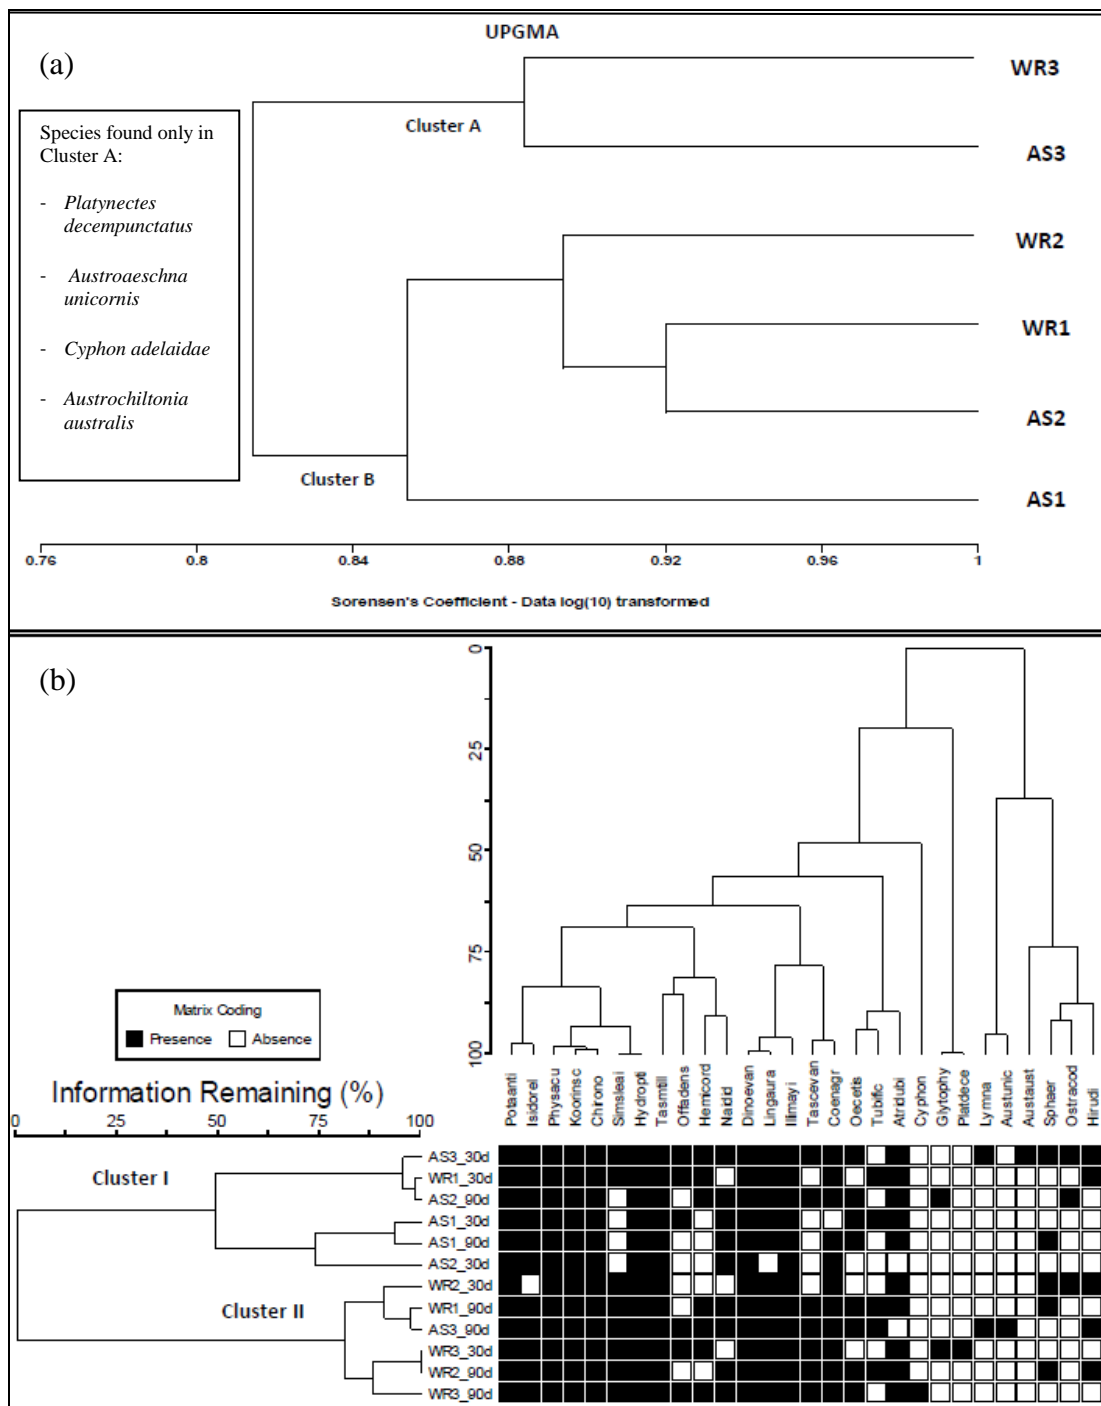 UPGMA
(a)
WR3
Cluster A
Species found only in
Cluster A:
- Platynectes
decempunctatus
- Austroaeschna
unicornis
- Cyphon adelaidae
- Austrochiltonia
australis
AS3
WR2
WR1
AS2
Cluster B
AS1
0.76 0.8 0.84 0.88 0.92 0.96 1
Sorensen's Coefficient - Data log(10) transformed
(b)
0
25
50
75
100
Matrix Coding
Presence Absence
Information Remaining (%)
0 25 50 75 100
Potaanti
Isidorel
Physacu
Koorinsc
Chirono
Simsleai
Hydropti
Tasmtill
Offadens
Hemicord
Naidid
Dinoevan
Lingaura
Illimayi
Tascevan
Coenagr
Oecetis
Tubific
Atridubi
Cyphon
Glytophy
Platdece
Lymna
Austunic
Austaust
Sphaer
Ostracod
Hirudi
Cluster I
AS3_30d
WR1_30d
AS2_90d
AS1_30d
AS1_90d
AS2_30d
WR2_30d
Cluster II
WR1_90d
AS3_90d
WR3_30d
WR2_90d
WR3_90d